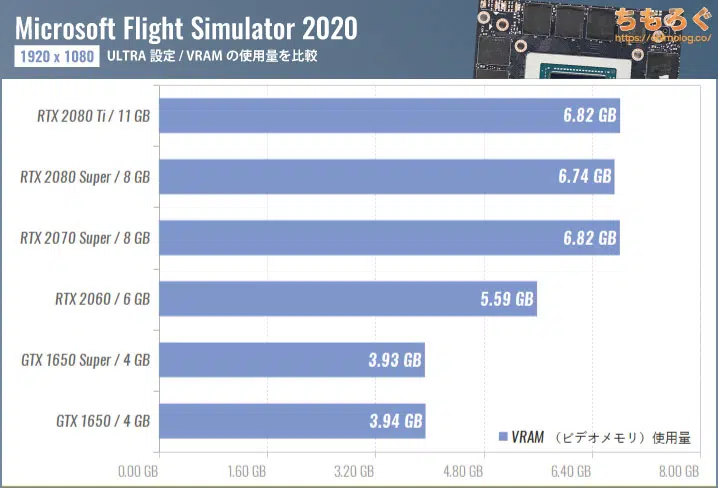 Microsoft Flight Simulator 2020
ちもろぐ
https://chimolog.co/
1920 x 1080 ULTRA 設定 / VRAM の使用量を比較
RTX 2080 Ti / 11 GB 6.82 GB
RTX 2080 Super / 8 GB 6.74 GB
RTX 2070 Super / 8 GB 6.82 GB
RTX 2060 / 6 GB 5.59 GB
GTX 1650 Super / 4 GB 3.93 GB
GTX 1650 / 4 GB 3.94 GB
VRAM （ビデオメモリ）使用量
0.00 GB 1.60 GB 3.20 GB 4.80 GB 6.40 GB 8.00 GB